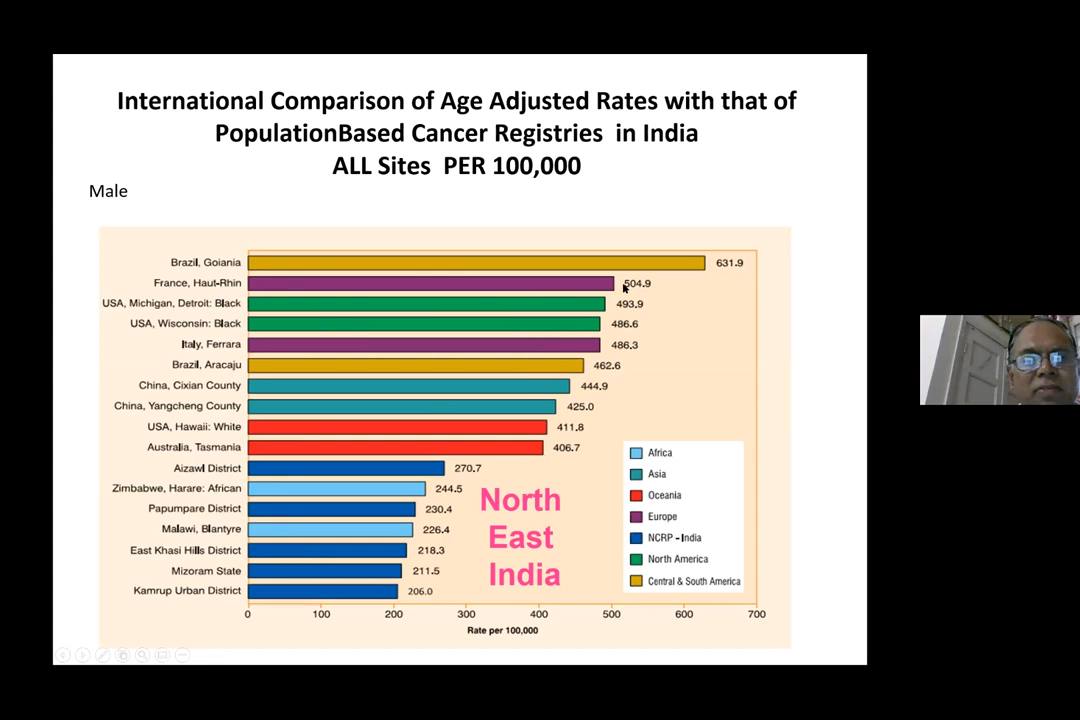 International Comparison of Age Adjusted Rates with that of
PopulationBased Cancer Registries in India
ALL Sites PER 100,000
Male
Brazil, Goiania 631.9
France, Haut-Rhin 504.9
USA, Michigan, Detroit: Black 493.9
USA, Wisconsin: Black 486.6
Italy, Ferrara 486.3
Brazil, Aracaju 462.6
China, Cixian County 444.9
China, Yangcheng County 425.0
USA, Hawaii: White 411.8
Australia, Tasmania 406.7
Aizawl District 270.7
Zimbabwe, Harare: African 244.5
Papumpare District 230.4
Malawi, Blantyre 226.4
East Khasi Hills District 218.3
Mizoram State 211.5
Kamrup Urban District 206.0
North
East
India
Africa
Asia
Oceania
Europe
NCRP - India
North America
Central & South America
0 100 200 300 400 500 600 700
Rate per 100,000